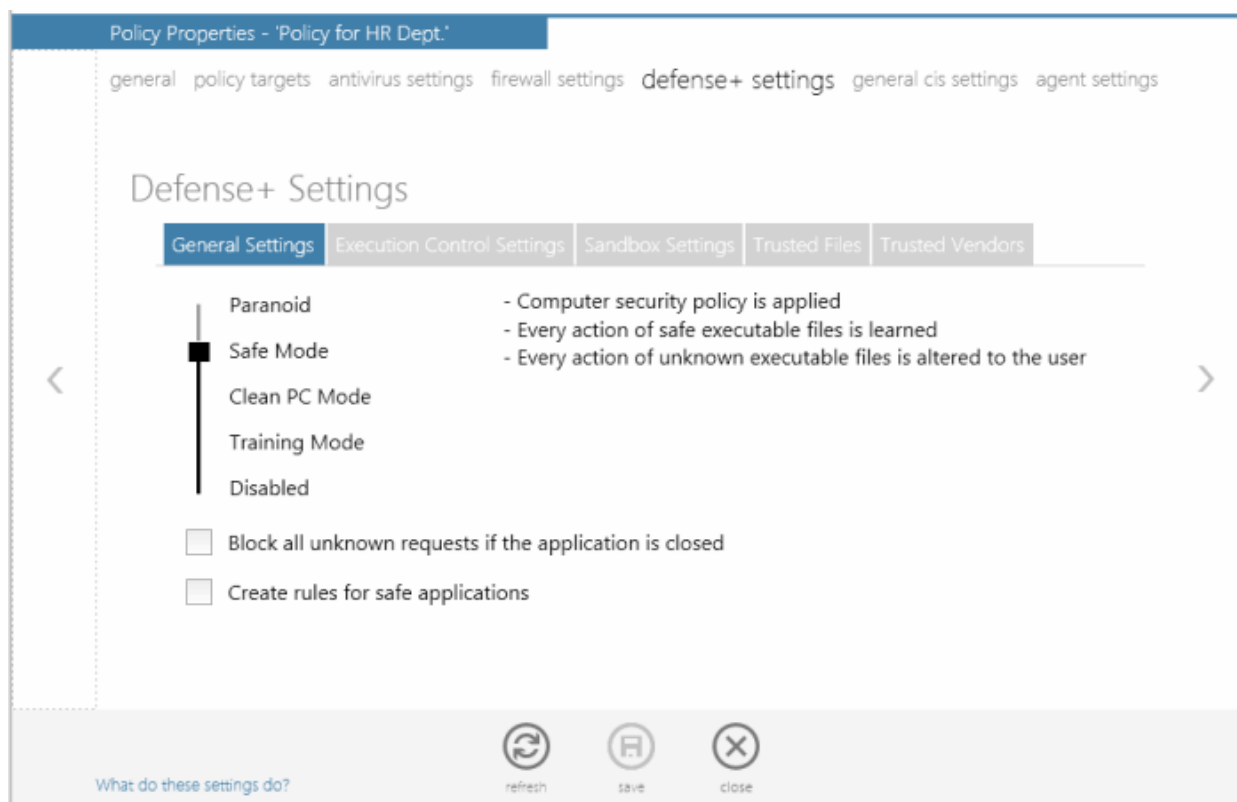 Policy Properties - 'Policy for HR Dept.'
general policy targets antivirus settings firewall settings defense+ settings general cis settings agent settings
Defense+ Settings
General Settings Execution Control Settings Sandbox Settings Trusted Files Trusted Vendors
Paranoid
Safe Mode
Clean PC Mode
Training Mode
Disabled
- Computer security policy is applied
- Every action of safe executable files is learned
- Every action of unknown executable files is altered to the user
Block all unknown requests if the application is closed
Create rules for safe applications
refresh save close
What do these settings do?